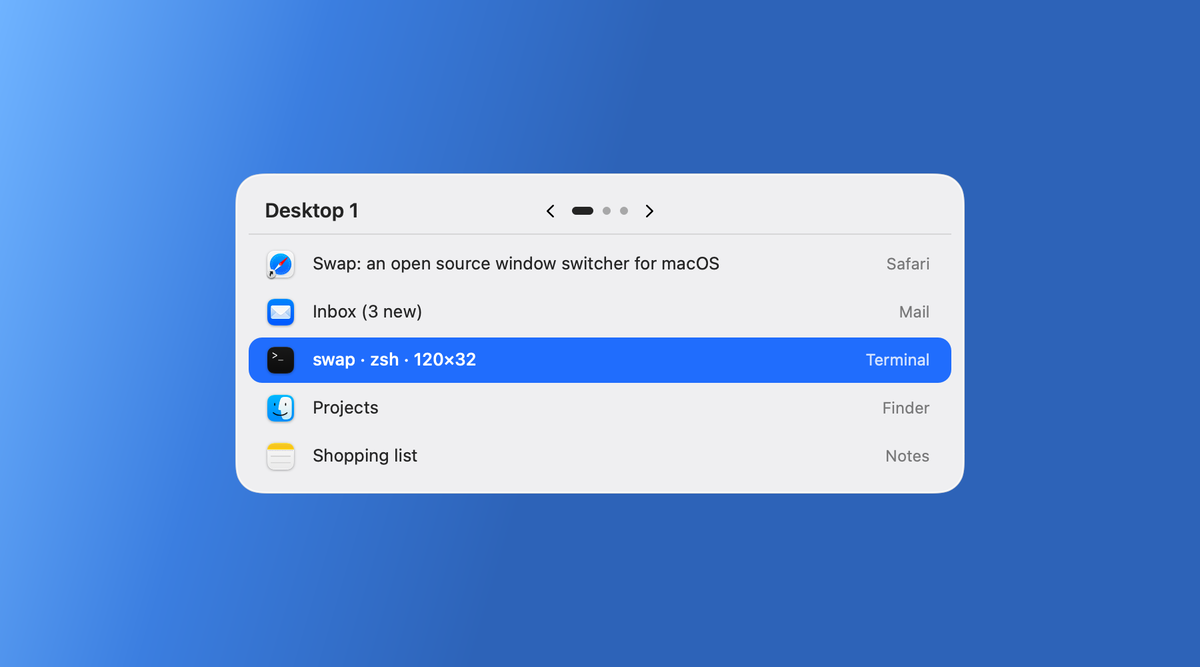 Desktop 1
Swap: an open source window switcher for macOS Safari
Inbox (3 new) Mail
>_
swap · zsh · 120×32 Terminal
Projects Finder
Shopping list Notes